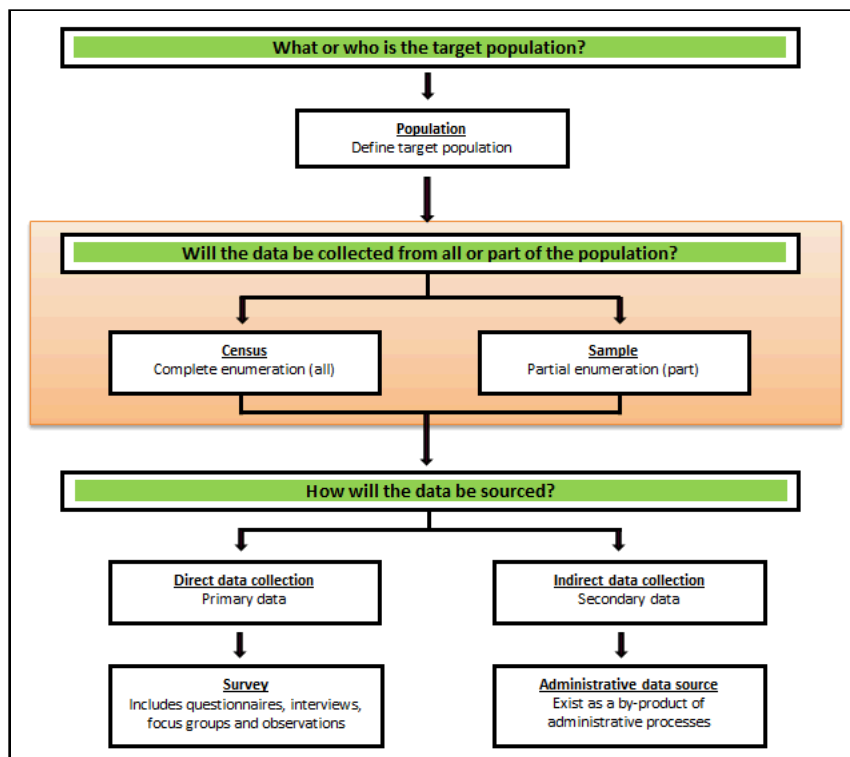 What or who is the target population?
Population
Define target population
Will the data be collected from all or part of the population?
Census
Complete enumeration (all)
Sample
Partial enumeration (part)
How will the data be sourced?
Direct data collection
Primary data
Indirect data collection
Secondary data
Survey
Includes questionnaires, interviews,
focus groups and observations
Administrative data source
Exist as a by-product of
administrative processes